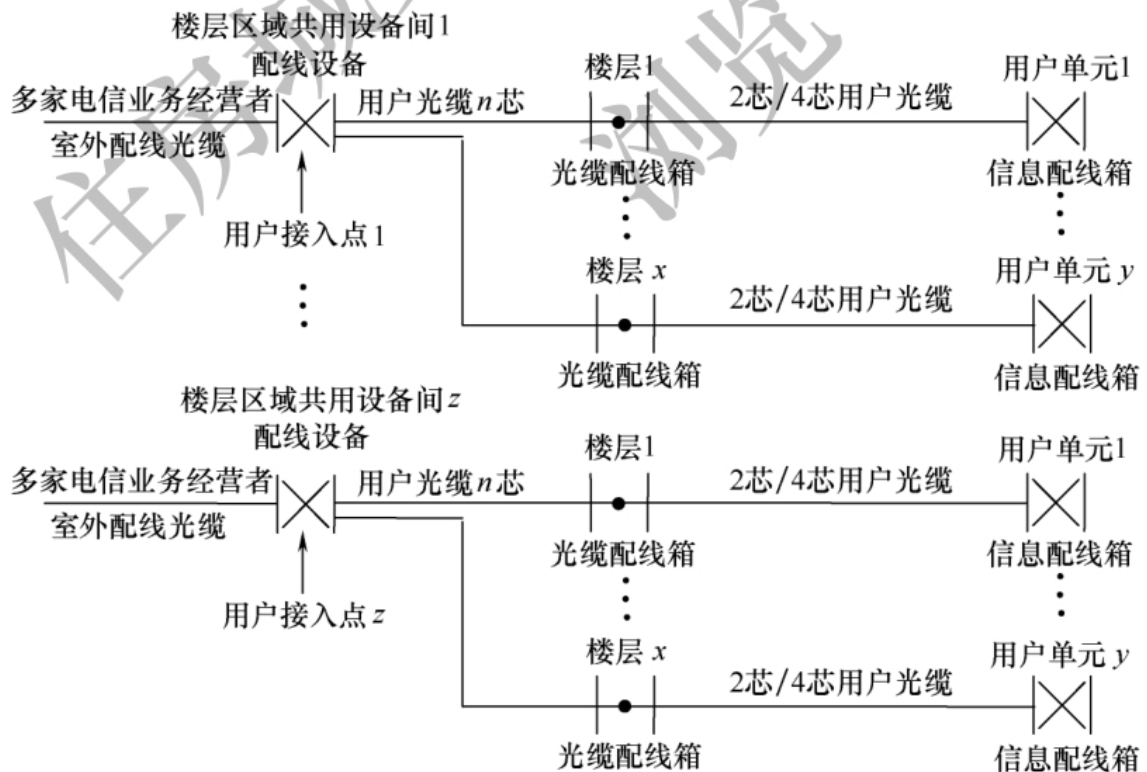 住房城
浏览
楼层区域共用设备间1
配线设备
楼层1
用户单元1
多家电信业务经营者
用户光缆n芯
2芯/4芯用户光缆
室外配线光缆
光缆配线箱
信息配线箱
用户接入点1
楼层 x
用户单元 y
2芯/4芯用户光缆
光缆配线箱
信息配线箱
楼层区域共用设备间z
配线设备
楼层1
用户单元1
多家电信业务经营者
用户光缆n芯
2芯/4芯用户光缆
室外配线光缆
光缆配线箱
信息配线箱
用户接入点 z
楼层 x
用户单元 y
2芯/4芯用户光缆
光缆配线箱
信息配线箱